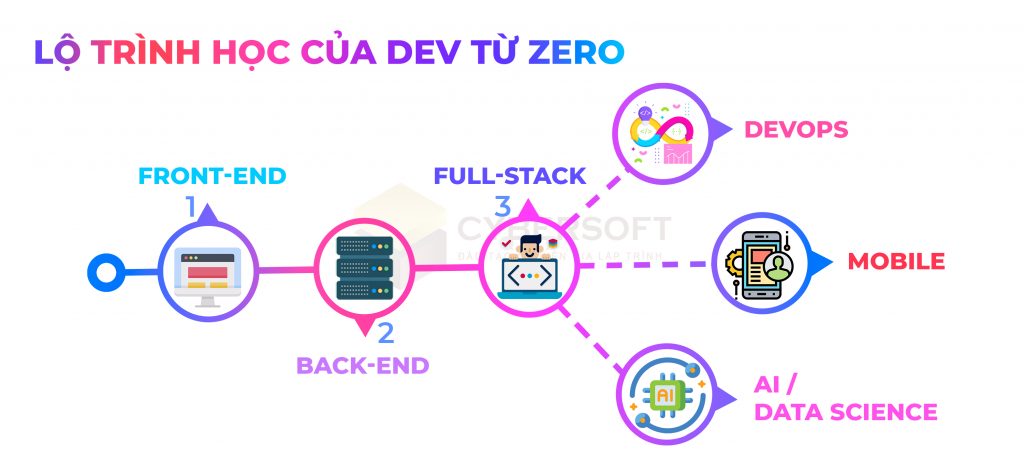 LỘ TRÌNH HỌC CỦA DEV TỪ ZERO
FRONT-END
1
2
BACK-END
FULL-STACK
3
CYBERSOFT
DEVOPS
MOBILE
AI
AI /
DATA SCIENCE